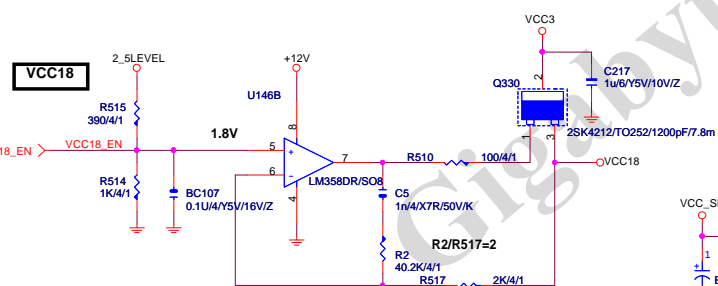 VCC3
2_5LEVEL
+12V
VCC18
Q330
2
C217
1u/6/Y5V/10V/Z
U146B
R515
390/4/1
1.8V
8
1
3
2SK4212/TO252/1200pF/7.8m
18_EN
VCC18_EN
5
+
7
R510
100/4/1
VCC18
6
-
LM358DR/SO8
R514
1K/4/1
BC107
0.1U/4/Y5V/16V/Z
4
C5
1n/4/X7R/50V/K
VCC_S
R2/R517=2
R2
40.2K/4/1
1
+
R517
2K/4/1
Gigabyt